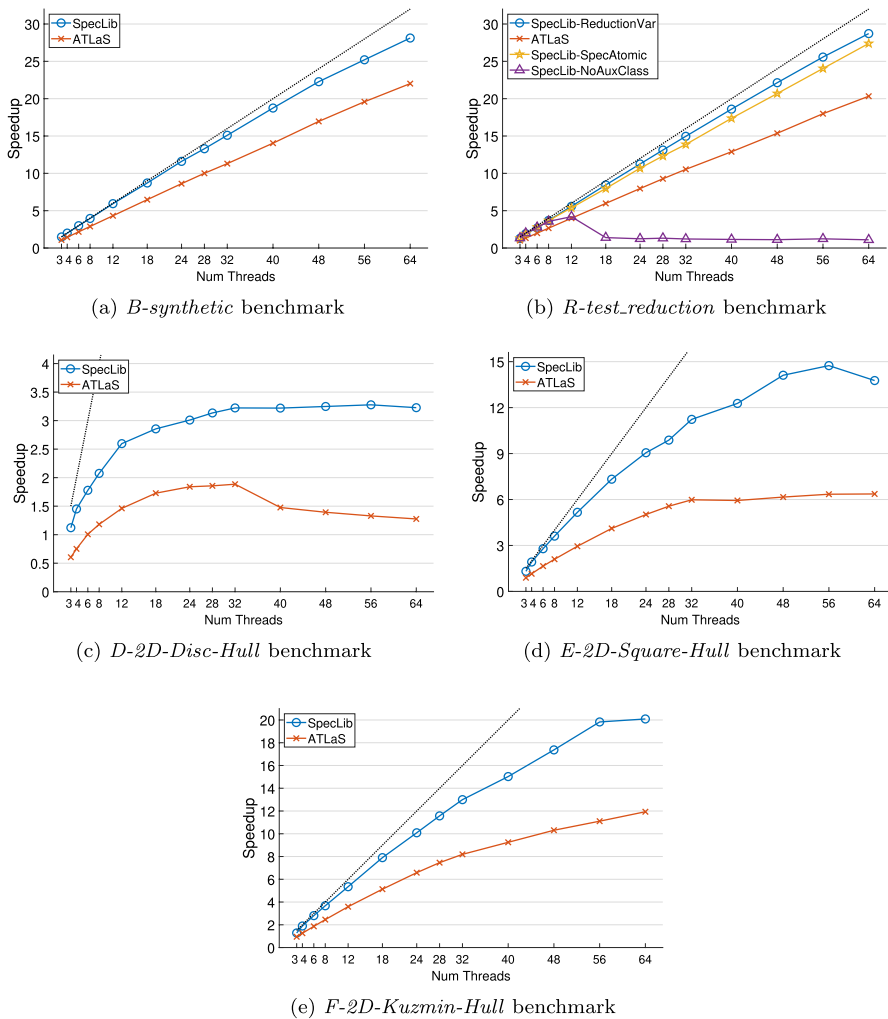 SpecLib
ATLaS
30
25
20
15
10
5
0
Speedup
3 4 6 8 12 18 24 28 32 40 48 56 64
Num Threads
(a) B-synthetic benchmark
SpecLib-ReductionVar
ATLaS
SpecLib-SpecAtomic
SpecLib-NoAuxClass
30
25
20
15
10
5
0
Speedup
3 4 6 8 12 18 24 28 32 40 48 56 64
Num Threads
(b) R-test_reduction benchmark
SpecLib
ATLaS
4
3.5
3
2.5
2
1.5
1
0.5
0
Speedup
3 4 6 8 12 18 24 28 32 40 48 56 64
Num Threads
(c) D-2D-Disc-Hull benchmark
SpecLib
ATLaS
15
12
9
6
3
0
Speedup
3 4 6 8 12 18 24 28 32 40 48 56 64
Num Threads
(d) E-2D-Square-Hull benchmark
SpecLib
ATLaS
20
18
16
14
12
10
8
6
4
2
0
Speedup
3 4 6 8 12 18 24 28 32 40 48 56 64
Num Threads
(e) F-2D-Kuzmin-Hull benchmark